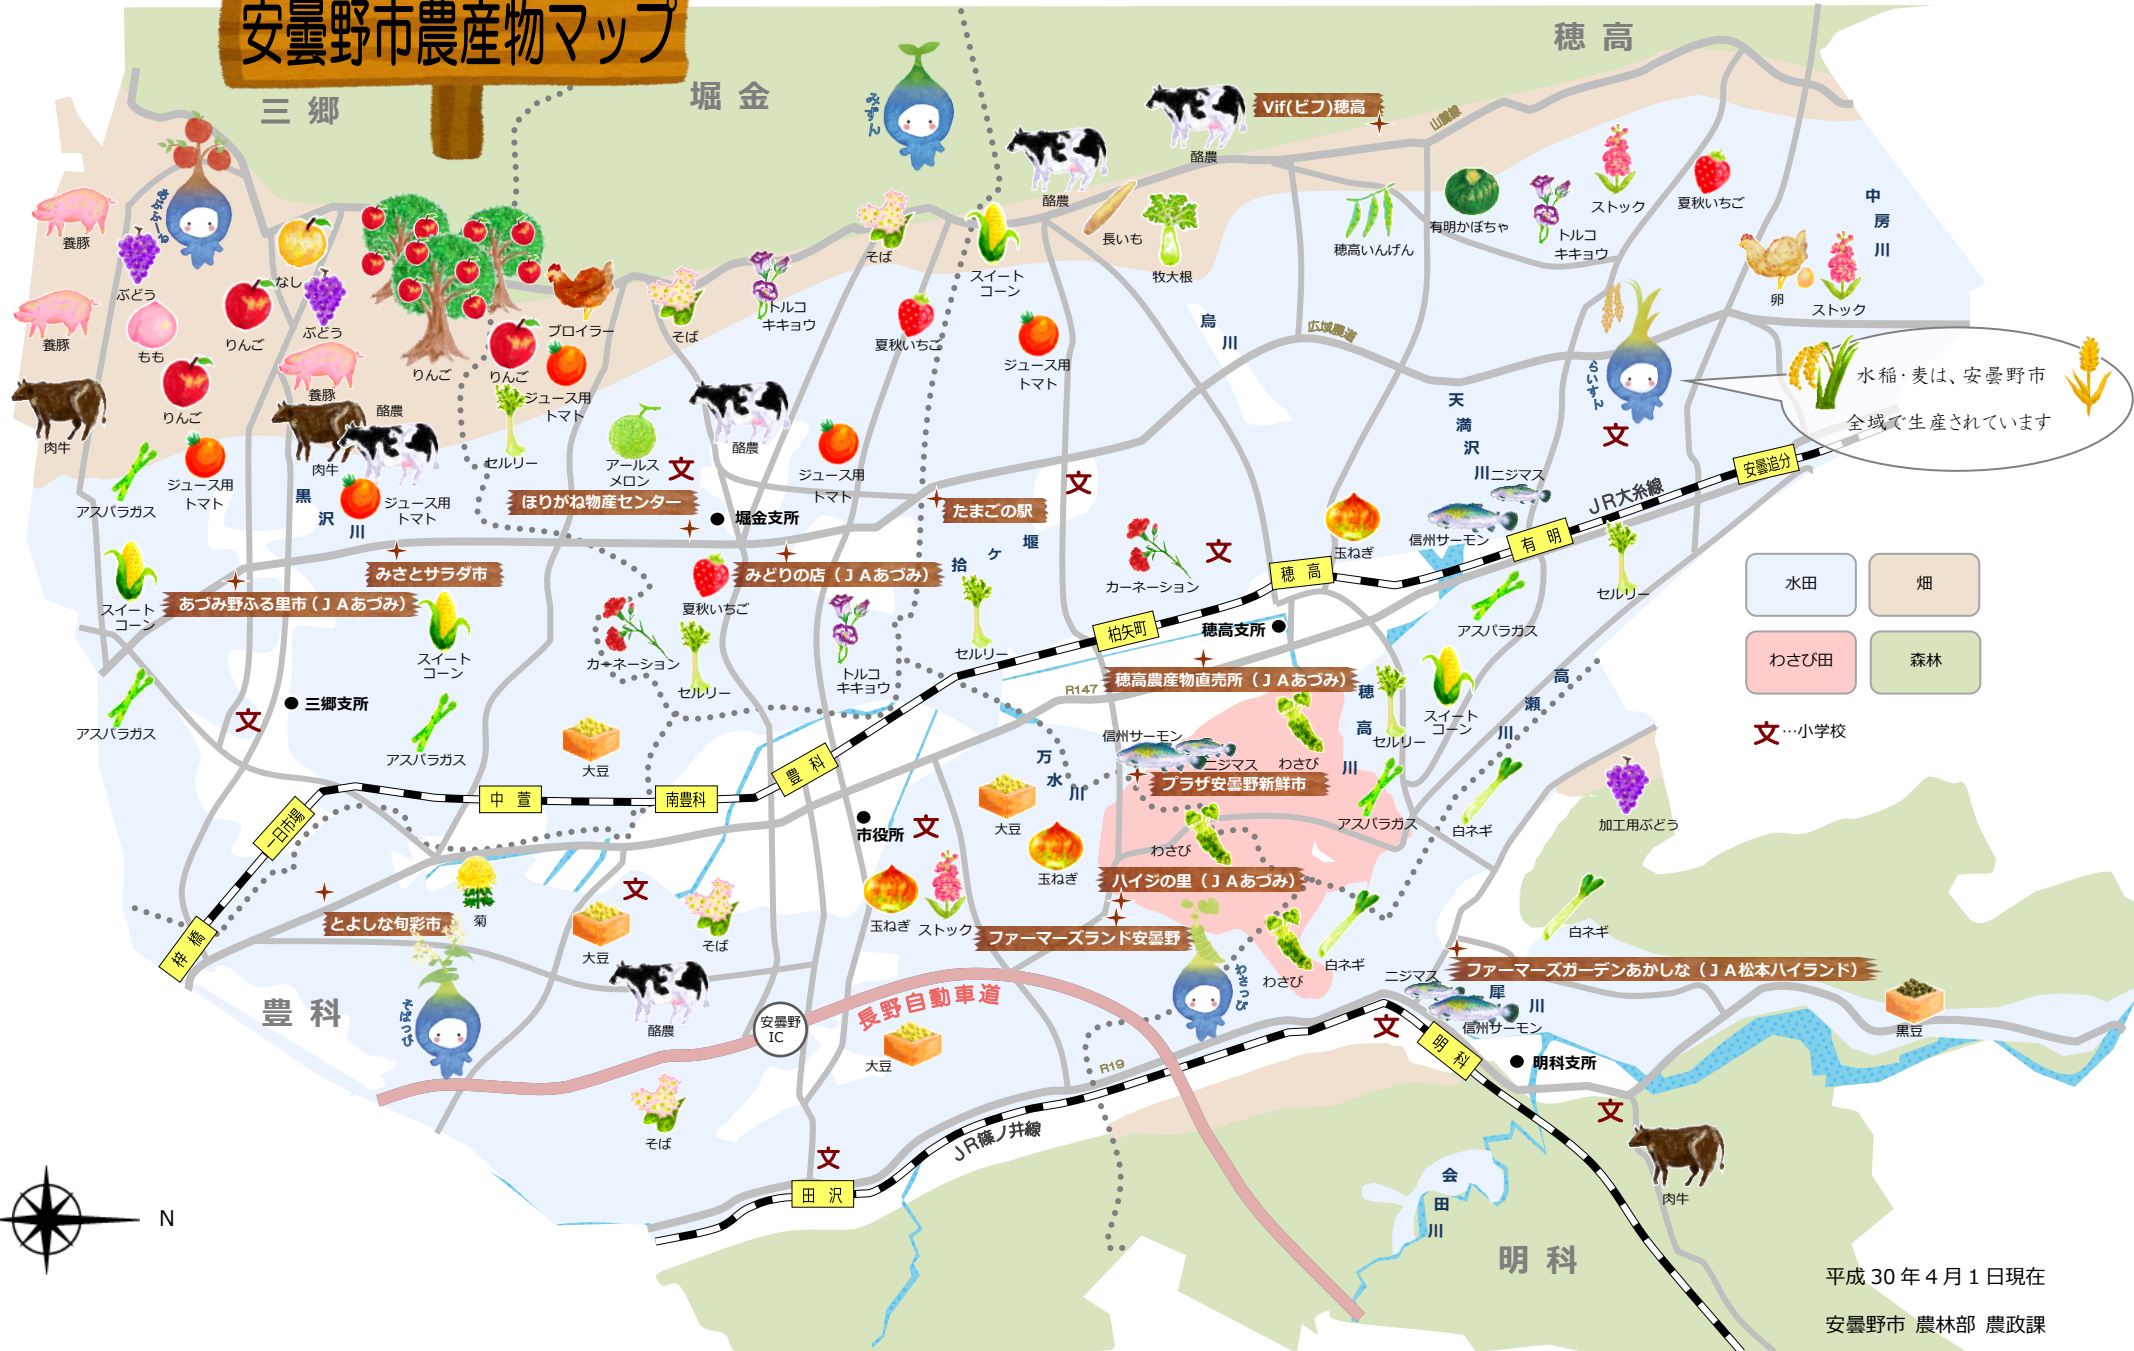 安曇野市農産物マップ
三郷
堀金
穂高
みずん
Vif(ビフ)穂高
山麓線
酪農
酪農
養豚
あぷぷ～る
ぶどう
なし
ぶどう
りんご
もも
養豚
りんご
養豚
肉牛
肉牛
酪農
りんご
りんご
ブロイラー
ジュース用
トマト
セルリー
そば
トルコ
キキョウ
そば
スイート
コーン
夏秋いちご
ジュース用
トマト
長いも
牧大根
烏川
広域農道
穂高いんげん
有明かぼちゃ
トルコ
キキョウ
ストック
夏秋いちご
中房川
卵
ストック
らいすん
水稲・麦は、安曇野市
全域で生産されています
アスパラガス
ジュース用
トマト
黒沢川
ジュース用
トマト
アールス
メロン
文
酪農
ジュース用
トマト
ほりがね物産センター
堀金支所
たまごの駅
文
天満沢川
ニジマス
信州サーモン
文
JR大糸線
安曇追分
有明
玉ねぎ
カーネーション
文
穂高
セルリー
スイート
コーン
あづみ野ふる里市（ＪＡあづみ）
みさとサラダ市
スイート
コーン
夏秋いちご
みどりの店（ＪＡあづみ）
拾ケ堰
カーネーション
セルリー
トルコ
キキョウ
セルリー
柏矢町
穂高支所
穂高農産物直売所（ＪＡあづみ）
R147
アスパラガス
水田
畑
わさび田
森林
文…小学校
アスパラガス
文
三郷支所
アスパラガス
大豆
穂高川
セルリー
スイート
コーン
高瀬川
信州サーモン
ニジマス
わさび
プラザ安曇野新鮮市
万水川
大豆
玉ねぎ
わさび
アスパラガス
白ネギ
加工用ぶどう
一日市場
中萱
南豊科
豊科
市役所
文
ハイジの里（ＪＡあづみ）
ファーマーズランド安曇野
梓橋
とよしな旬彩市
菊
文
大豆
そば
玉ねぎ
ストック
わさび
白ネギ
白ネギ
わさっぴ
ファーマーズガーデンあかしな（ＪＡ松本ハイランド）
ニジマス
信州サーモン
犀川
黒豆
豊科
そばっぴ
酪農
安曇野
IC
長野自動車道
大豆
R19
文
明科
明科支所
文
そば
JR篠ノ井線
文
田沢
会田川
肉牛
明科
N
平成30年4月1日現在
安曇野市 農林部 農政課